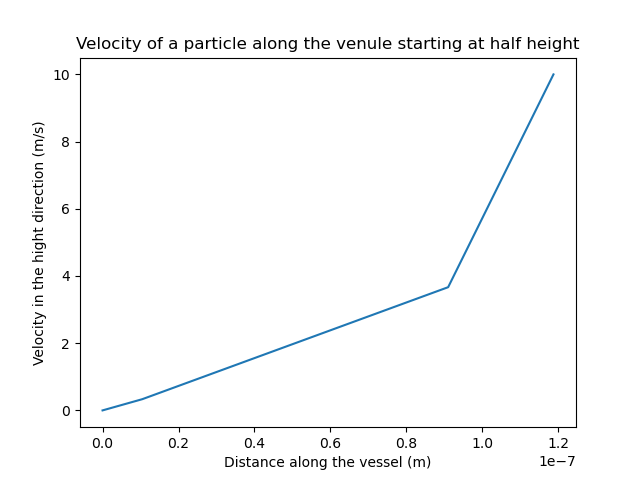 Velocity of a particle along the venule starting at half height
10
8
6
4
2
0
Velocity in the hight direction (m/s)
0.0 0.2 0.4 0.6 0.8 1.0 1.2
1e−7
Distance along the vessel (m)